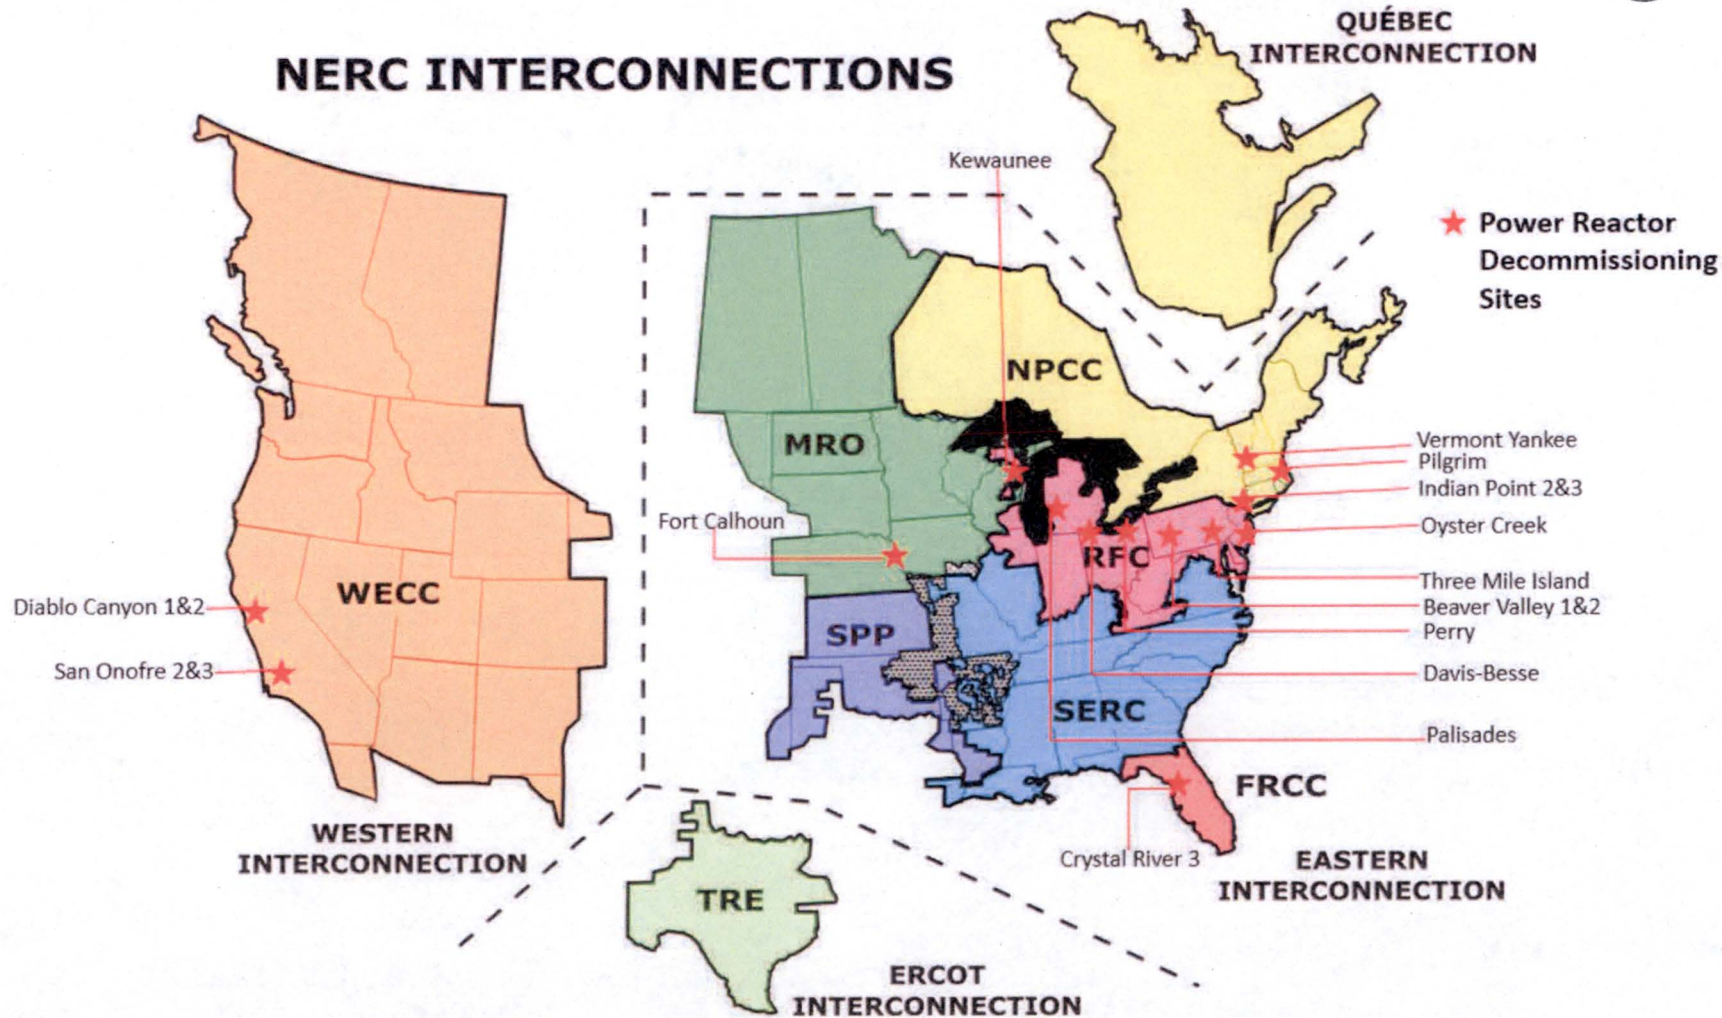 QUÉBEC
INTERCONNECTION
NERC INTERCONNECTIONS
Kewaunee
Power Reactor
Decommissioning
Sites
NPCC
MRO
Vermont Yankee
Pilgrim
Indian Point 2&3
Fort Calhoun
Oyster Creek
RFC
WECC
Three Mile Island
Diablo Canyon 1&2
Beaver Valley 1&2
SPP
Perry
San Onofre 2&3
Davis-Besse
SERC
Palisades
FRCC
WESTERN
INTERCONNECTION
Crystal River 3
EASTERN
INTERCONNECTION
TRE
ERCOT
INTERCONNECTION